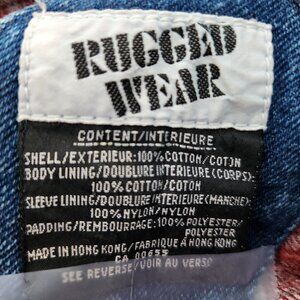 RUGGED
WEAR
CONTENT/INTERIEURE
SHELL/EXTERIEUR:100%COTTON/COTON
BODY LINING/DOUBLURE INTERIEUR(CORPS):
100%COTTON/COTON
SLEEVE LINING/DOUBLURE INTERIEUR(MANCHE):
100%NYLON/NYLON
PADDING/REMBOURRAGE:100% POLYESTER/
POLYESTER
MADE IN HONG KONG/FABRIQUE À HONG KONG
CA 00655
SEE REVERSE/VOIR AU VERSO